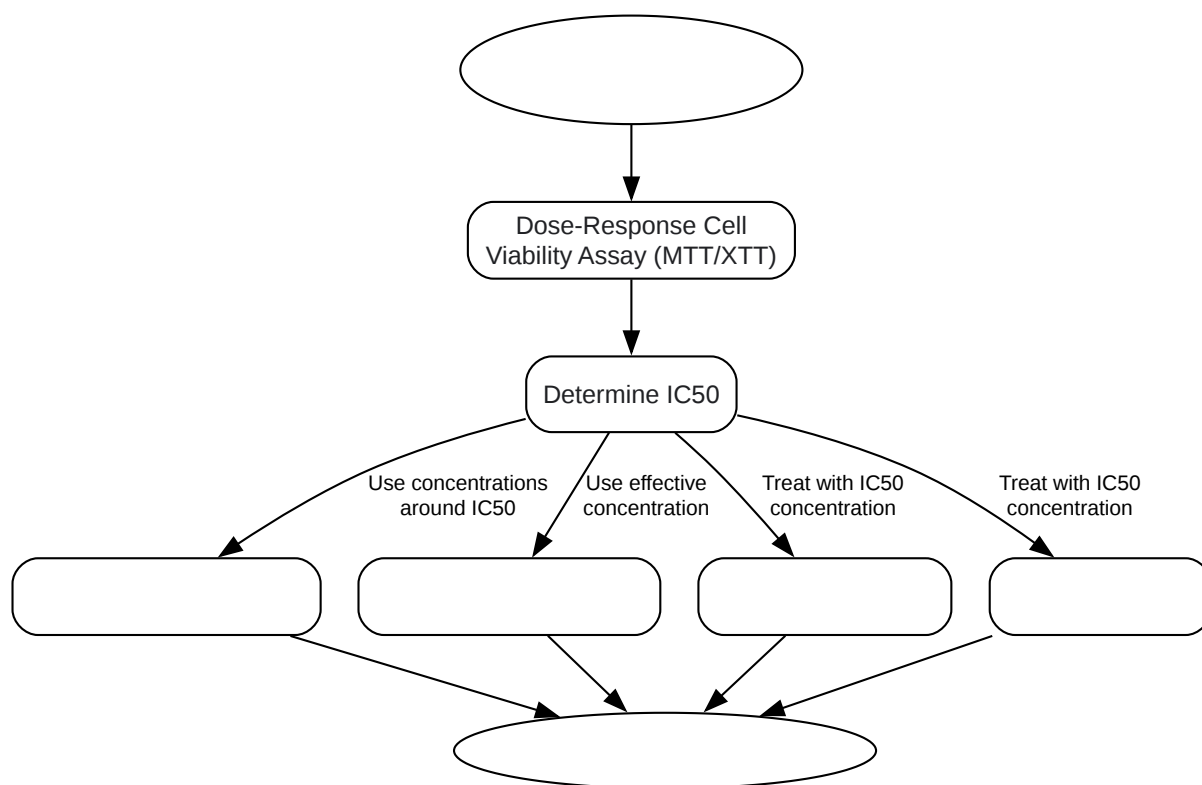 Dose-Response Cell
Viability Assay (MTT/XTT)
Determine IC50
Use concentrations
around IC50
Use effective
concentration
Treat with IC50
concentration
Treat with IC50
concentration